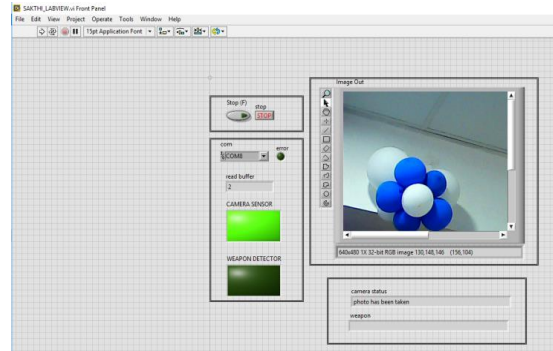 SAKTHI_LABVIEW.vi Front Panel
File Edit View Project Operate Tools Window Help
15pt Application Font
Image Out
Stop (F)
stop
STOP
com
error
COM8
read buffer
2
CAMERA SENSOR
640x480 1X 32-bit RGB image 130,148,146 (156,104)
WEAPON DETECTOR
camera status
photo has been taken
weapon